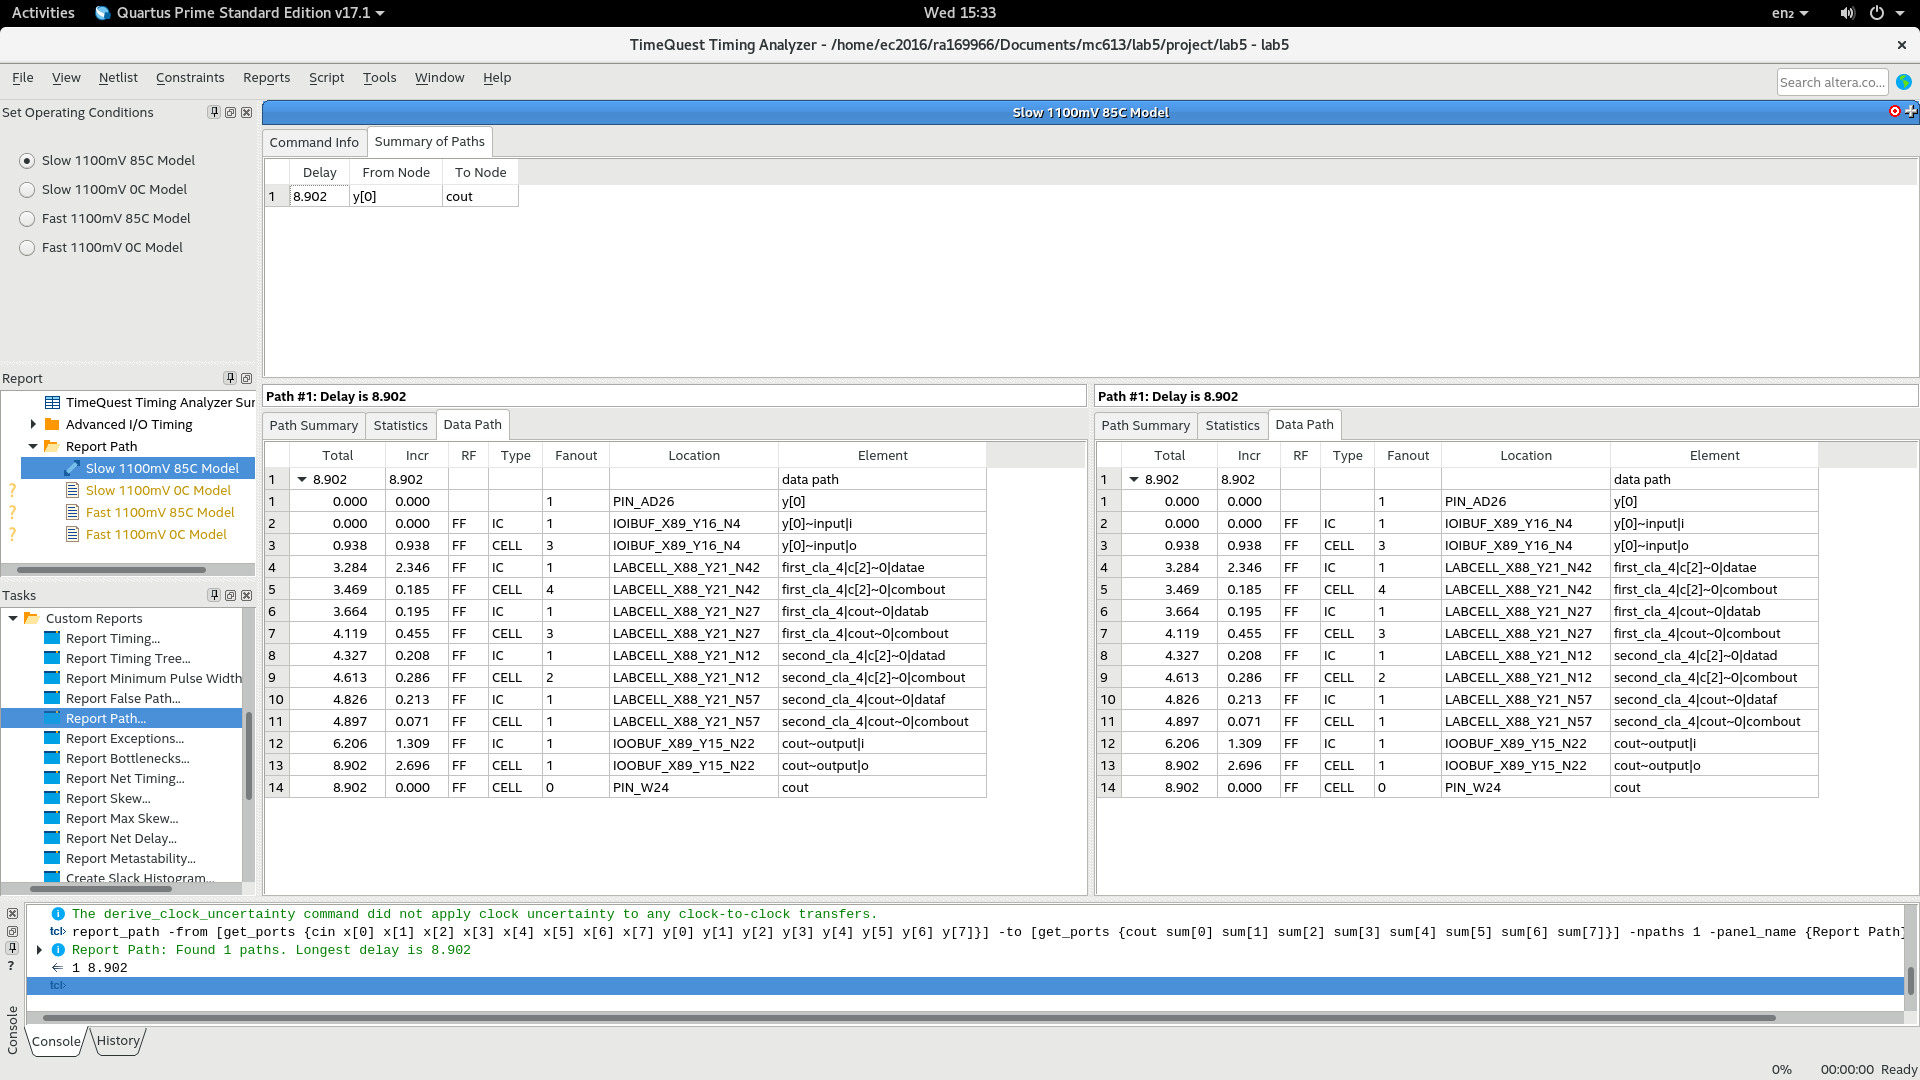 Activities Quartus Prime Standard Edition v17.1 Wed 15:33 en₂
TimeQuest Timing Analyzer - /home/ec2016/ra169966/Documents/mc613/lab5/project/lab5 - lab5
File View Netlist Constraints Reports Script Tools Window Help Search altera.co...
Set Operating Conditions
Slow 1100mV 85C Model
Slow 1100mV 0C Model
Fast 1100mV 85C Model
Fast 1100mV 0C Model
Report
TimeQuest Timing Analyzer Sur
Advanced I/O Timing
Report Path
Slow 1100mV 85C Model
? Slow 1100mV 0C Model
? Fast 1100mV 85C Model
? Fast 1100mV 0C Model
Tasks
Custom Reports
Report Timing...
Report Timing Tree...
Report Minimum Pulse Width
Report False Path...
Report Path...
Report Exceptions...
Report Bottlenecks...
Report Net Timing...
Report Skew...
Report Max Skew...
Report Net Delay...
Report Metastability...
Create Slack Histogram...
Slow 1100mV 85C Model
Command Info Summary of Paths
Delay From Node To Node
1 8.902 y[0] cout
Path #1: Delay is 8.902
Path Summary Statistics Data Path
Total Incr RF Type Fanout Location Element
1 8.902 8.902 data path
1 0.000 0.000 1 PIN_AD26 y[0]
2 0.000 0.000 FF IC 1 IOIBUF_X89_Y16_N4 y[0]~input|i
3 0.938 0.938 FF CELL 3 IOIBUF_X89_Y16_N4 y[0]~input|o
4 3.284 2.346 FF IC 1 LABCELL_X88_Y21_N42 first_cla_4|c[2]~0|datae
5 3.469 0.185 FF CELL 4 LABCELL_X88_Y21_N42 first_cla_4|c[2]~0|combout
6 3.664 0.195 FF IC 1 LABCELL_X88_Y21_N27 first_cla_4|cout~0|datab
7 4.119 0.455 FF CELL 3 LABCELL_X88_Y21_N27 first_cla_4|cout~0|combout
8 4.327 0.208 FF IC 1 LABCELL_X88_Y21_N12 second_cla_4|c[2]~0|datad
9 4.613 0.286 FF CELL 2 LABCELL_X88_Y21_N12 second_cla_4|c[2]~0|combout
10 4.826 0.213 FF IC 1 LABCELL_X88_Y21_N57 second_cla_4|cout~0|dataf
11 4.897 0.071 FF CELL 1 LABCELL_X88_Y21_N57 second_cla_4|cout~0|combout
12 6.206 1.309 FF IC 1 IOOBUF_X89_Y15_N22 cout~output|i
13 8.902 2.696 FF CELL 1 IOOBUF_X89_Y15_N22 cout~output|o
14 8.902 0.000 FF CELL 0 PIN_W24 cout
Path #1: Delay is 8.902
Path Summary Statistics Data Path
Total Incr RF Type Fanout Location Element
1 8.902 8.902 data path
1 0.000 0.000 1 PIN_AD26 y[0]
2 0.000 0.000 FF IC 1 IOIBUF_X89_Y16_N4 y[0]~input|i
3 0.938 0.938 FF CELL 3 IOIBUF_X89_Y16_N4 y[0]~input|o
4 3.284 2.346 FF IC 1 LABCELL_X88_Y21_N42 first_cla_4|c[2]~0|datae
5 3.469 0.185 FF CELL 4 LABCELL_X88_Y21_N42 first_cla_4|c[2]~0|combout
6 3.664 0.195 FF IC 1 LABCELL_X88_Y21_N27 first_cla_4|cout~0|datab
7 4.119 0.455 FF CELL 3 LABCELL_X88_Y21_N27 first_cla_4|cout~0|combout
8 4.327 0.208 FF IC 1 LABCELL_X88_Y21_N12 second_cla_4|c[2]~0|datad
9 4.613 0.286 FF CELL 2 LABCELL_X88_Y21_N12 second_cla_4|c[2]~0|combout
10 4.826 0.213 FF IC 1 LABCELL_X88_Y21_N57 second_cla_4|cout~0|dataf
11 4.897 0.071 FF CELL 1 LABCELL_X88_Y21_N57 second_cla_4|cout~0|combout
12 6.206 1.309 FF IC 1 IOOBUF_X89_Y15_N22 cout~output|i
13 8.902 2.696 FF CELL 1 IOOBUF_X89_Y15_N22 cout~output|o
14 8.902 0.000 FF CELL 0 PIN_W24 cout
The derive_clock_uncertainty command did not apply clock uncertainty to any clock-to-clock transfers.
tcl> report_path -from [get_ports {cin x[0] x[1] x[2] x[3] x[4] x[5] x[6] x[7] y[0] y[1] y[2] y[3] y[4] y[5] y[6] y[7]}] -to [get_ports {cout sum[0] sum[1] sum[2] sum[3] sum[4] sum[5] sum[6] sum[7]}] -npaths 1 -panel_name {Report Path}
Report Path: Found 1 paths. Longest delay is 8.902
1 8.902
tcl>
Console
Console History
0% 00:00:00 Ready